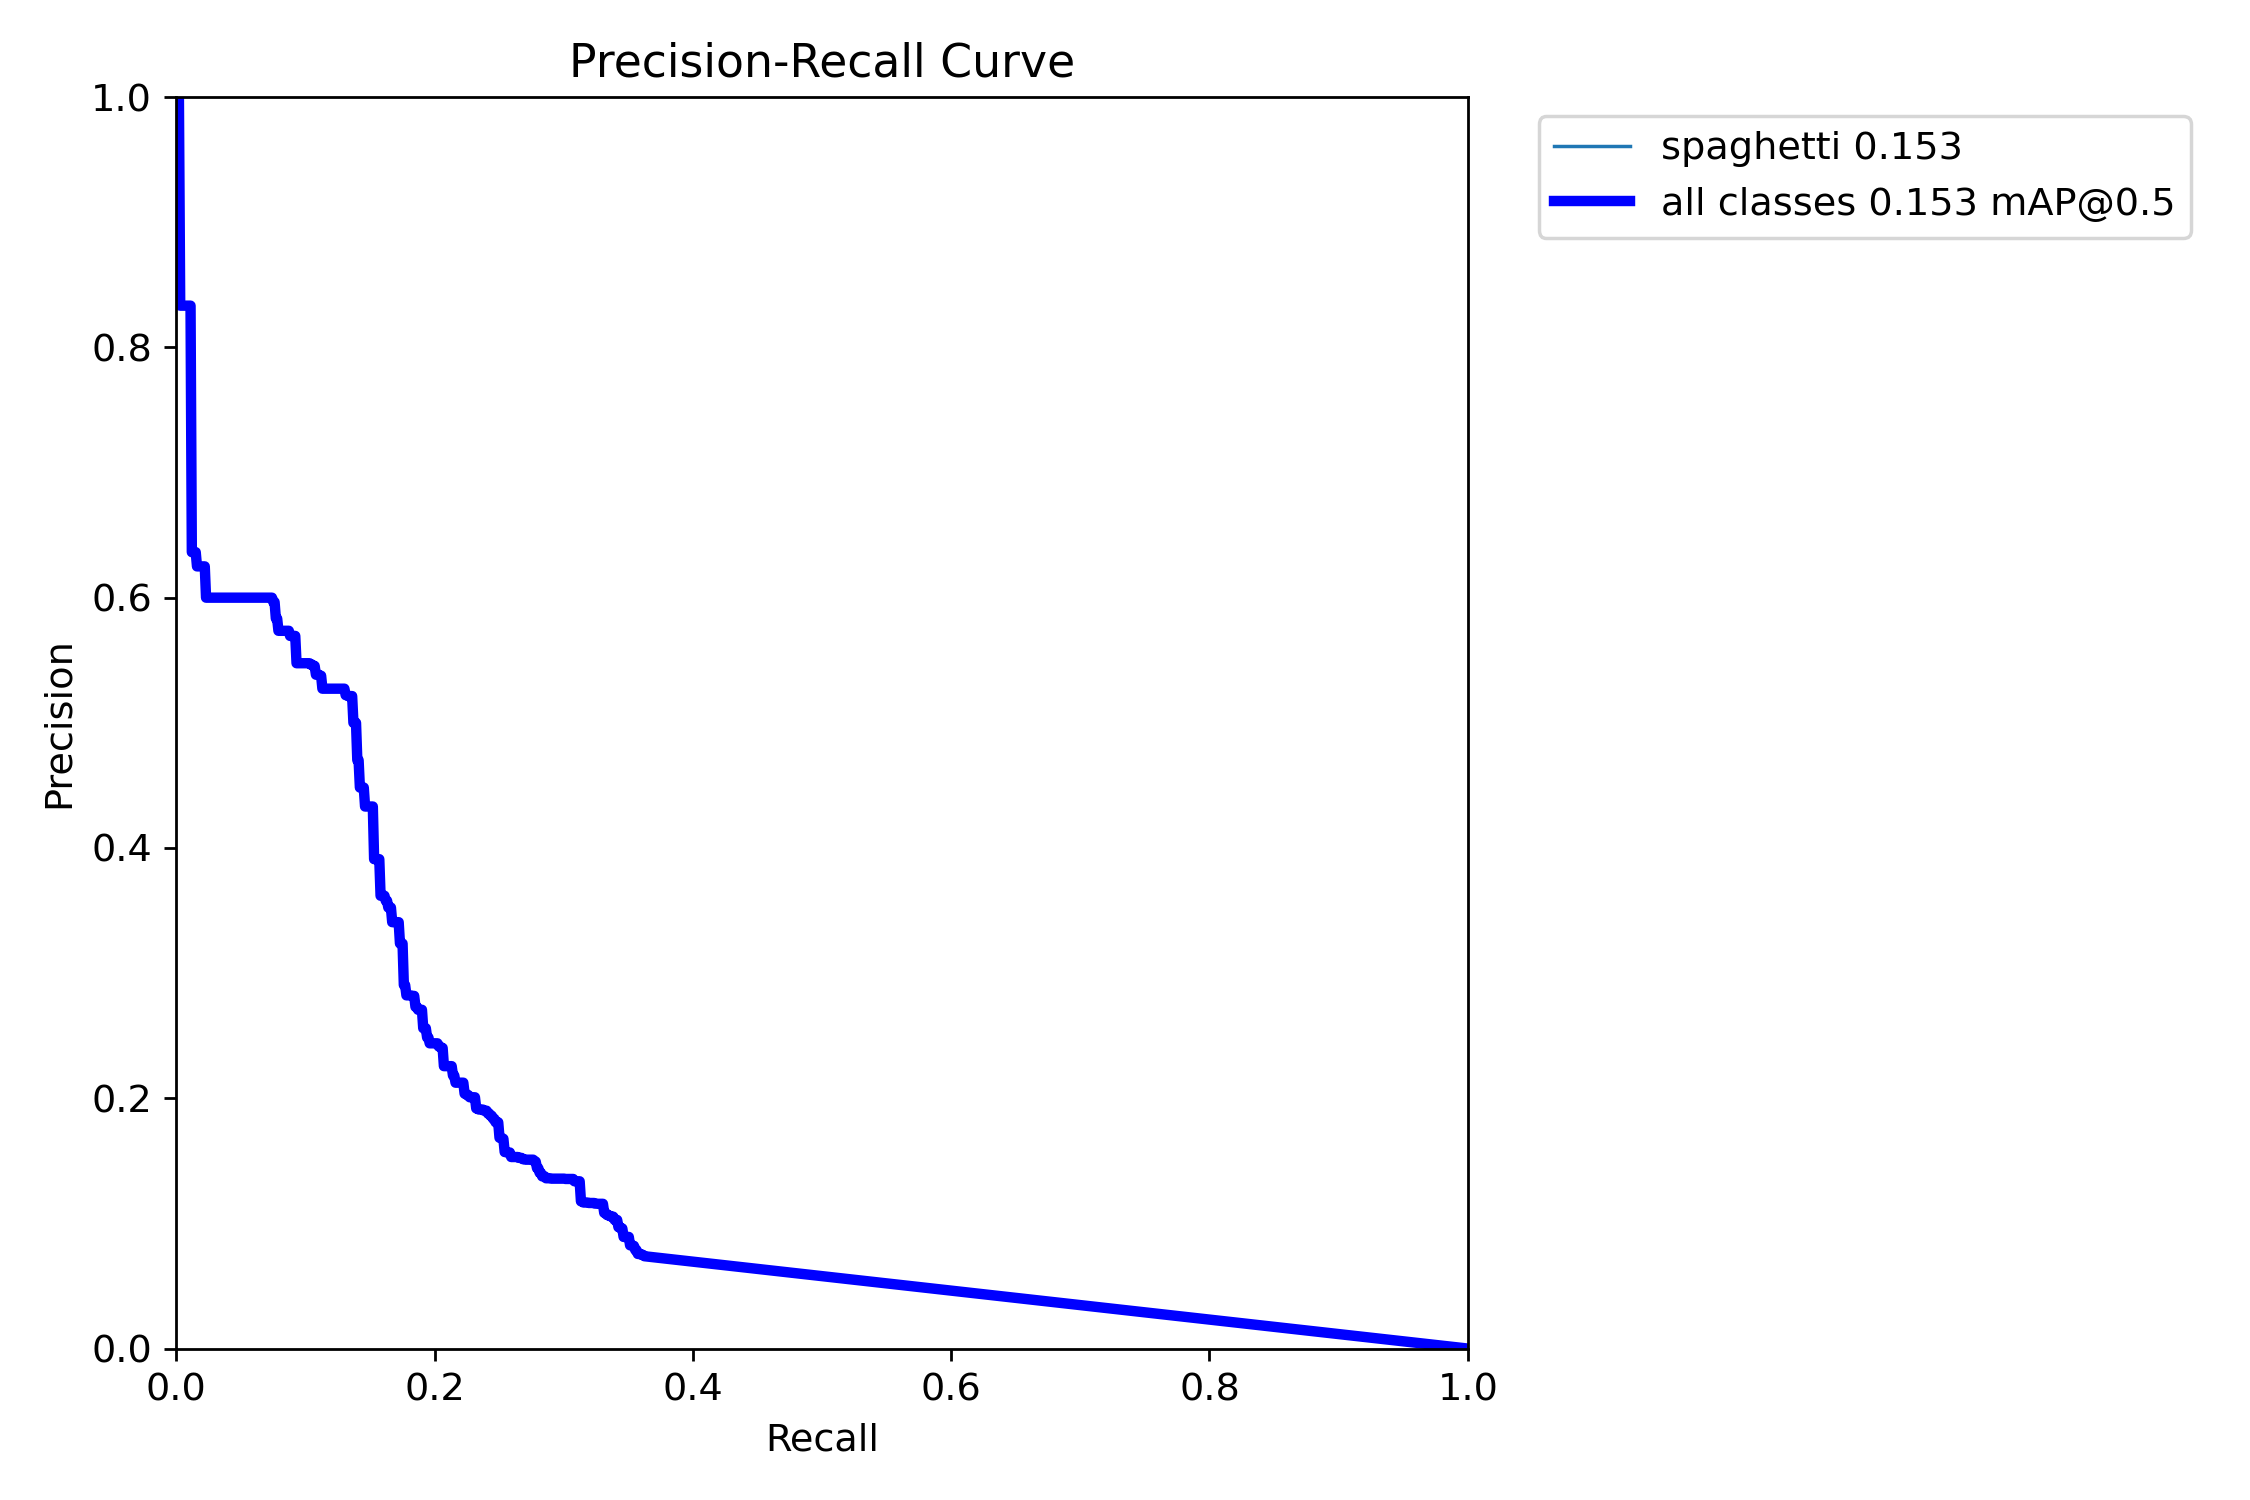 Precision-Recall Curve
spaghetti 0.153
all classes 0.153 mAP@0.5
Precision
1.0
0.8
0.6
0.4
0.2
0.0
0.0 0.2 0.4 0.6 0.8 1.0
Recall